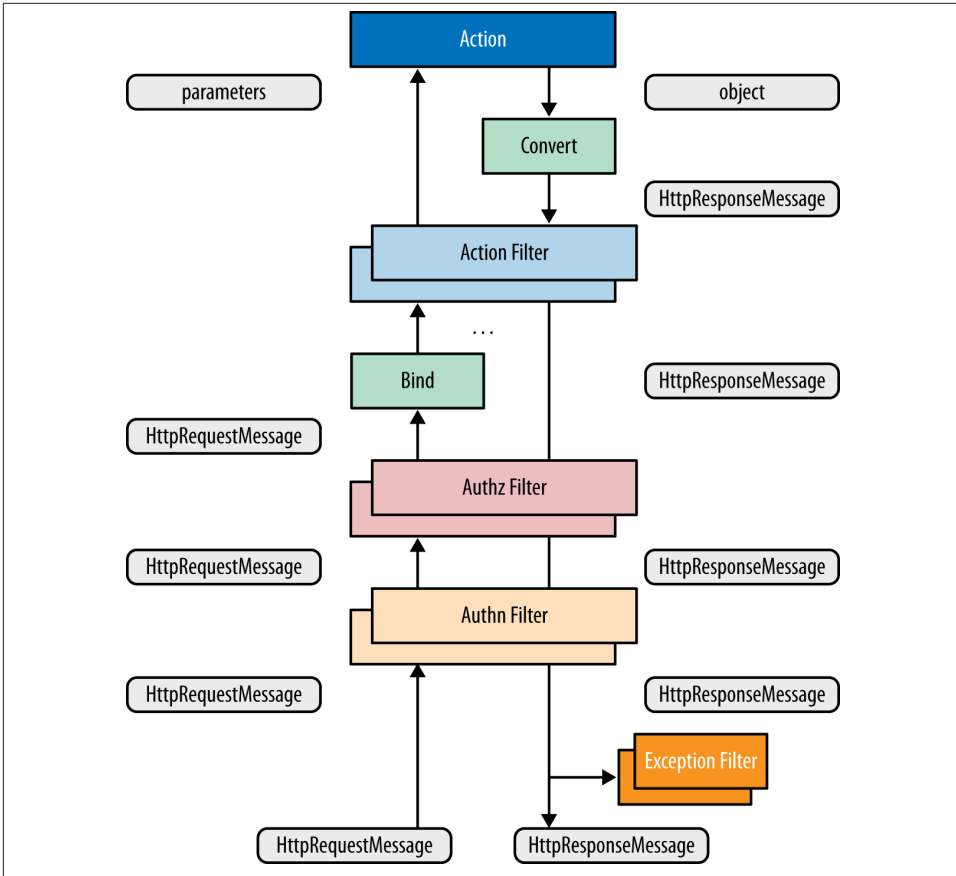 Action
parameters
object
Convert
HttpResponseMessage
Action Filter
...
Bind
HttpResponseMessage
HttpRequestMessage
Authz Filter
HttpRequestMessage
HttpResponseMessage
Authn Filter
HttpRequestMessage
HttpResponseMessage
Exception Filter
HttpRequestMessage
HttpResponseMessage